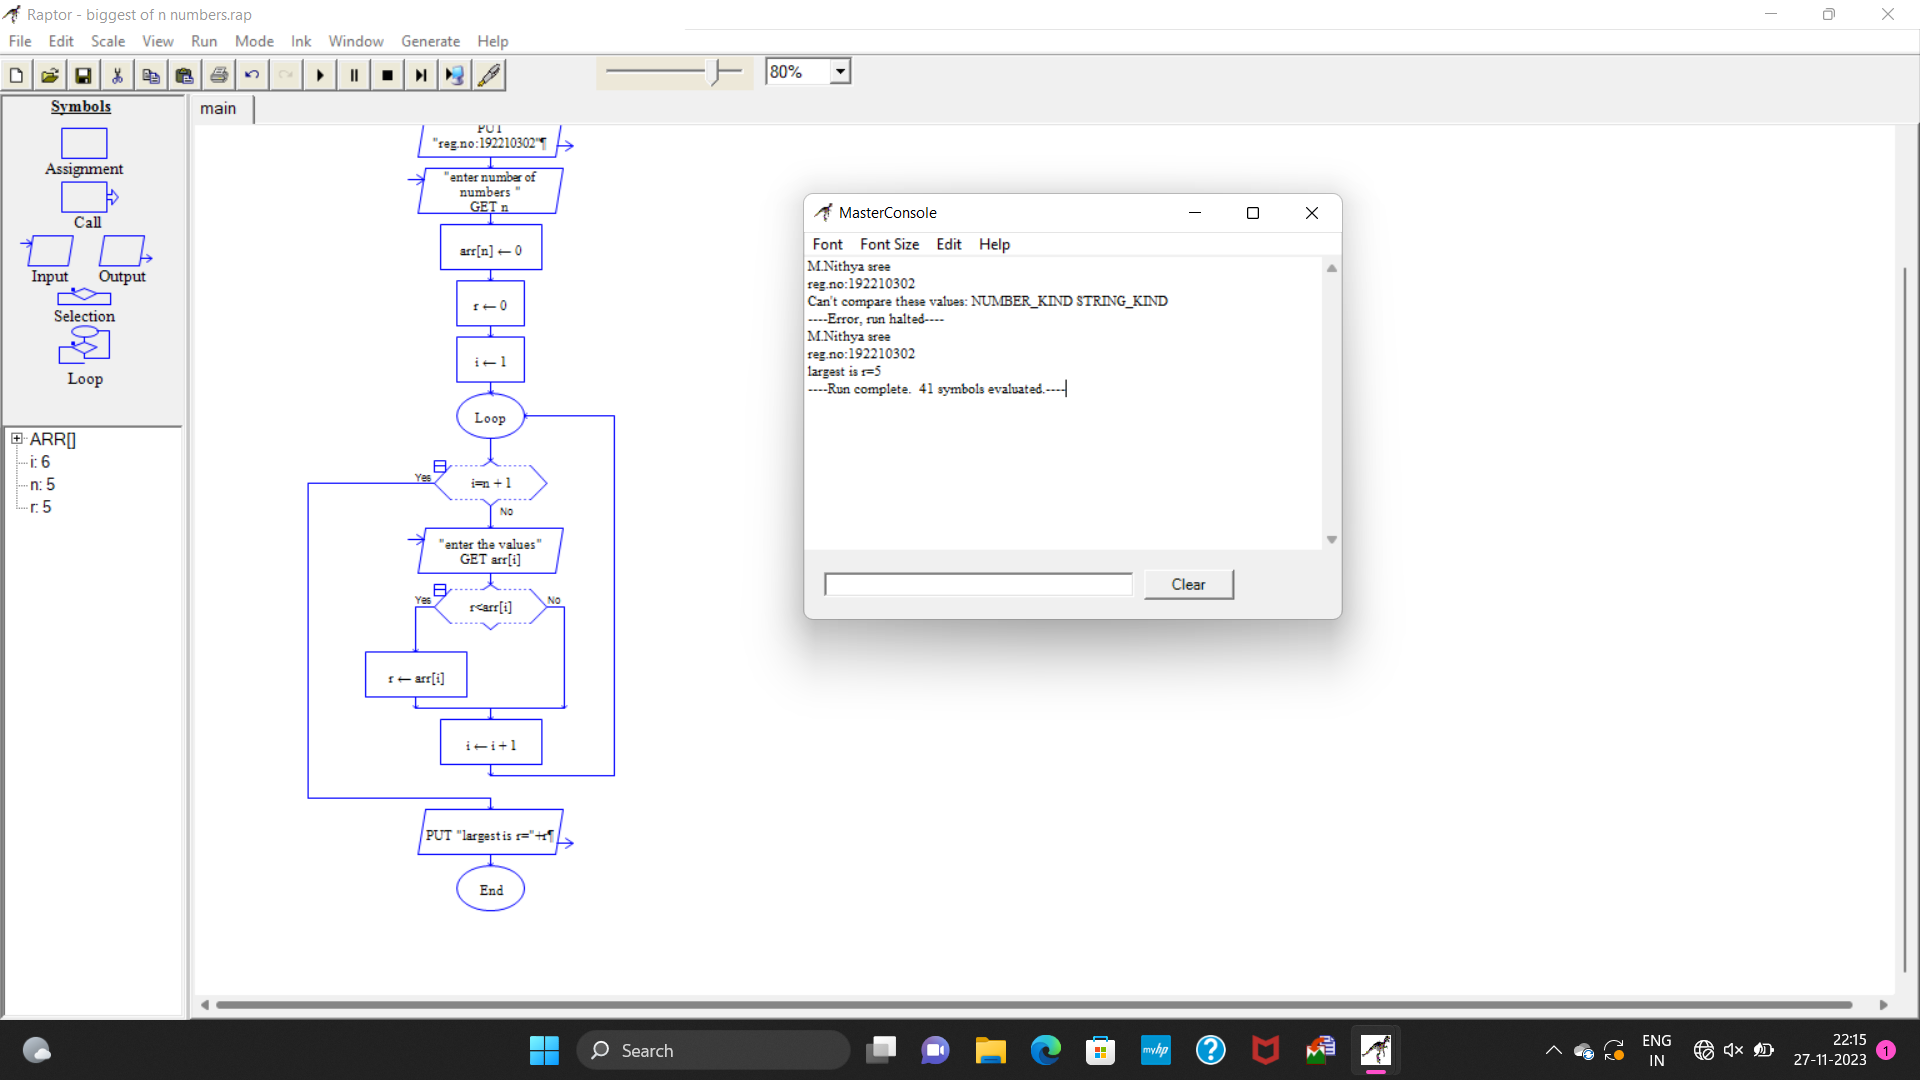 Raptor - biggest of n numbers.rap
File Edit Scale View Run Mode Ink Window Generate Help
80%
Symbols
Assignment
Call
Input Output
Selection
Loop
ARR[]
i: 6
n: 5
r: 5
main
PUT
"reg.no:192210302"¶
"enter number of
numbers "
GET n
arr[n] ← 0
r ← 0
i ← 1
Loop
Yes
i=n + 1
No
"enter the values"
GET arr[i]
Yes
r<arr[i]
No
r ← arr[i]
i ← i + 1
PUT "largest is r="+r¶
End
MasterConsole
Font Font Size Edit Help
M.Nithya sree
reg.no:192210302
Can't compare these values: NUMBER_KIND STRING_KIND
----Error, run halted----
M.Nithya sree
reg.no:192210302
largest is r=5
----Run complete.  41 symbols evaluated.----
Clear
Search
myhp
ENG
IN
22:15
27-11-2023
1